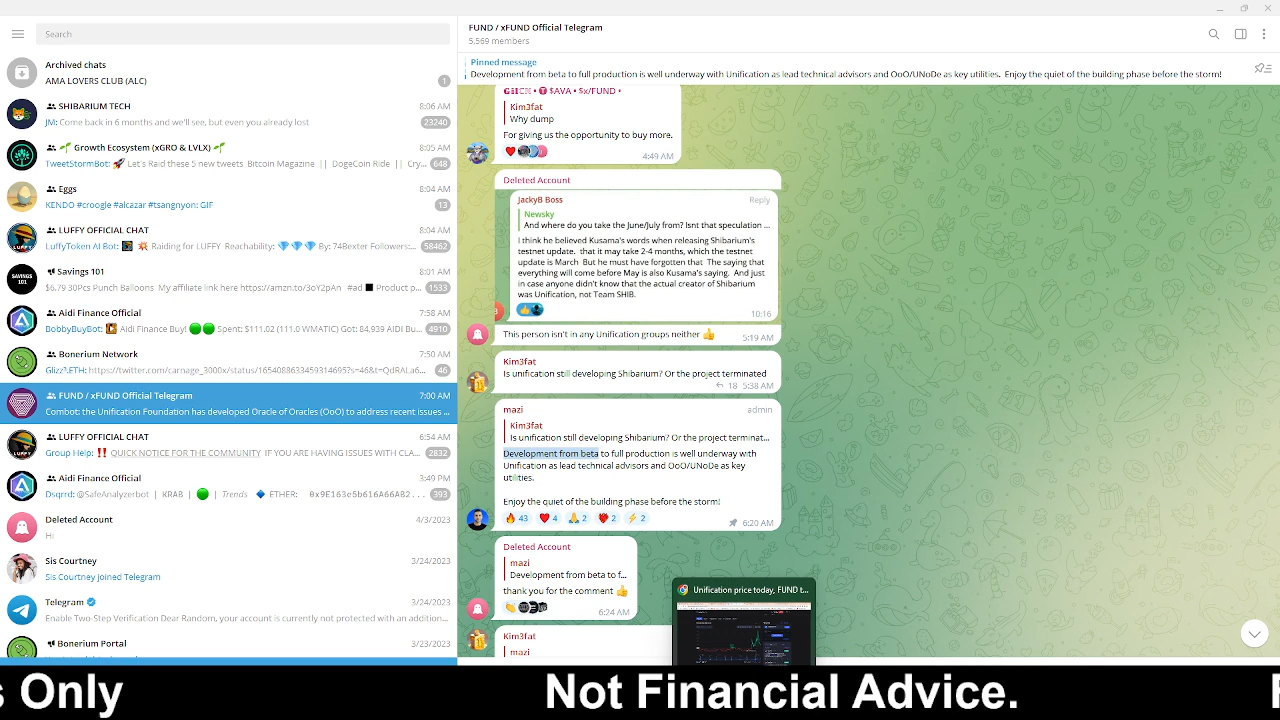 Search
Archived chats
AMA LOVERS CLUB (ALC)
1
SHIBARIUM TECH
8:06 AM
JM: Come back in 6 months and we'll see, but even you already lost
23240
Growth Ecosystem (xGRO & LVLX)
8:05 AM
TweetStormBot: 🚀 Let's Raid these 5 new tweets Bitcoin Magazine || DogeCoin Ride || Cry...
648
Eggs
8:04 AM
KENDO #croogle #alcazar #tsangnyon: GIF
13
LUFFY OFFICIAL CHAT
8:04 AM
LuffyToken AI Bot: 💥 Raiding for LUFFY Reachability: 💎 💎 💎 By: 74Bexter Followers:...
58462
Savings 101
8:01 AM
$6.79 30Pcs Punch Balloons My affiliate link here https://amzn.to/3oY2pAn #ad ⬛ Product p...
1533
Aidi Finance Official
7:58 AM
BobbyBuyBot: Aidi Finance Buy! 🟢🟢 Spent: $111.02 (111.0 WMATIC) Got: 84,939 AIDI Bu...
4910
Bomrium Network
7:50 AM
46
FUND / xFUND Official Telegram
7:00 AM
Combot: the Unification Foundation has developed Oracle of Oracles (OoO) to address recent issues ...
LUFFY OFFICIAL CHAT
6:54 AM
Group Help: ‼️ QUICK NOTICE FOR THE COMMUNITY IF YOU ARE HAVING ISSUES WITH CLA...
2832
Aidi Finance Official
3:49 PM
Dsqrd: @SafeAnalyzerbot | KRAB | 🟢 | Trends 🔹 ETHER: 0x9E163e5b616A66AB2...
393
Deleted Account
4/3/2023
Hi
Sis Courtney
3/24/2023
Sis Courtney joined Telegram
Telegram
3/24/2023
Enable 2-Step Verification Dear Random, your account is currently not protected with an addition...
Portal
3/23/2023
FUND / xFUND Official Telegram
5,569 members
Pinned message
Development from beta to full production is well underway with Unification as lead technical advisors and OoO/UNoDe as key utilities. Enjoy the quiet of the building phase before the storm!
$AVA • $x/FUND •
Kim3fat
Why dump
For giving us the opportunity to buy more.
4:49 AM
Deleted Account
JackyB Boss
Reply
Newsky
And where do you take the June/July from? Isnt that speculation ...
I think he believed Kusama's words when releasing Shibarium's
testnet update. that it may take 2-4 months, which the testnet
update is March But he must have forgotten that The saying that
everything will come before May is also Kusama's saying. And just
in case anyone didn't know that the actual creator of Shibarium
was Unification, not Team SHIB.
10:16
This person isn't in any Unification groups neither 👍
5:19 AM
Kim3fat
Is unification still developing Shibarium? Or the project terminated
18 5:38 AM
mazi
admin
Kim3fat
Is unification still developing Shibarium? Or the project terminat...
Development from beta to full production is well underway with
Unification as lead technical advisors and OoO/UNoDe as key
utilities.
Enjoy the quiet of the building phase before the storm!
🔥 43 ❤️ 4 🙏 2 2 ⚡ 2
6:20 AM
Deleted Account
mazi
Development from beta to f...
thank you for the comment 👍
6:24 AM
Kim3fat
mazi
Unification price today, FUND t...
s Only
Not Financial Advice.